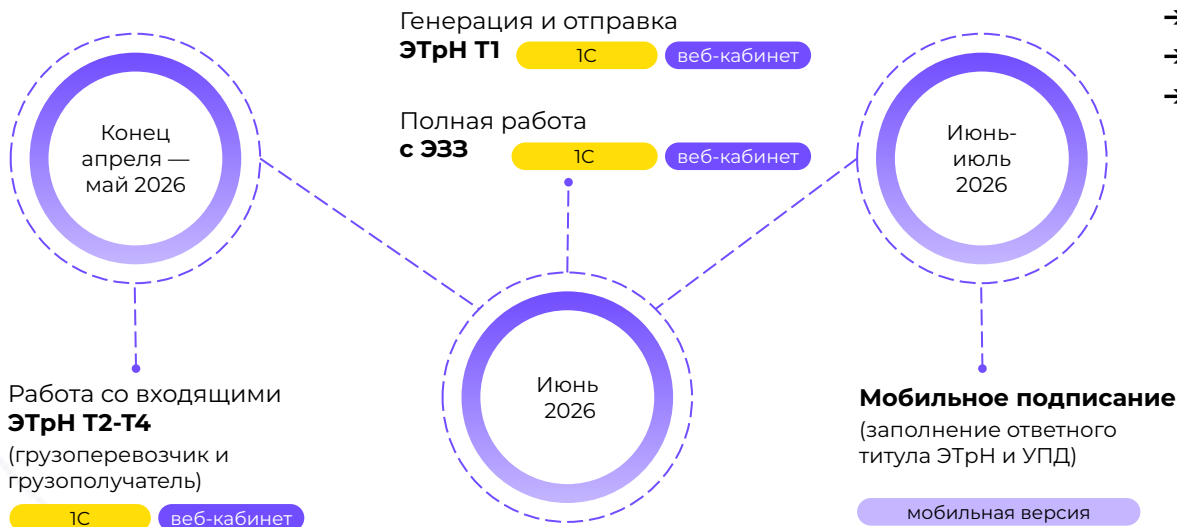 Генерация и отправка
ЭТрН Т1
1С
веб-кабинет
Полная работа
с ЭЗЗ
1С
веб-кабинет
Конец
апреля —
май 2026
Июнь-
июль
2026
Июнь
2026
Работа со входящими
ЭТрН Т2-Т4
(грузоперевозчик и
грузополучатель)
1С
веб-кабинет
Мобильное подписание
(заполнение ответного
титула ЭТрН и УПД)
мобильная версия